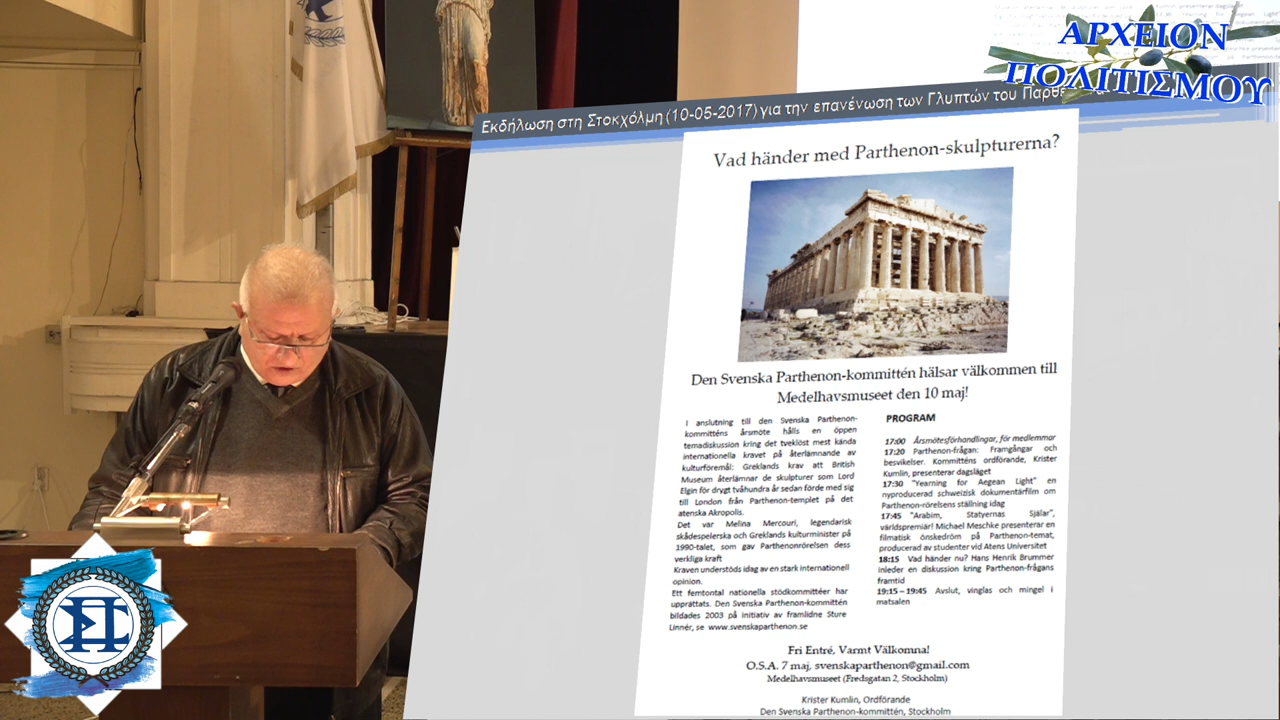 ΑΡΧΕΙΟΝ
ΠΟΛΙΤΙΣΜΟΥ
Εκδήλωση στη Στοκχόλμη (10-05-2017) για την επανένωση των Γλυπτών του
Vad händer med Parthenon-skulpturerna?
Den Svenska Parthenon-kommittén hälsar välkommen till
Medelhavsmuseet den 10 maj!
I anslutning till den Svenska Parthenon-
kommitténs årsmöte hålls en öppen
temadiskussion kring det tveklöst mest kända
internationella kravet på återlämnande av
kulturföremål: Greklands krav att British
Museum återlämnar de skulpturer som Lord
Elgin för drygt tvåhundra år sedan förde med sig
till London från Parthenon-templet på det
atenska Akropolis.
Det var Melina Mercouri, legendarisk
skådespelerska och Greklands kulturminister på
1990-talet, som gav Parthenonrörelsen dess
verkliga kraft
Kraven understöds idag av en stark internationell
opinion.
Ett femtontal nationella stödkommittéer har
upprättats. Den Svenska Parthenon-kommittén
bildades 2003 på initiativ av framlidne Sture
Linnér, se www.svenskaparthenon.se
PROGRAM
17:00 Årsmötesförhandlingar, för medlemmar
17:20 Parthenon-frågan: Framgångar och
besvikelser. Kommitténs ordförande, Krister
Kumlin, presenterar dagsläget
17:30 "Yearning for Aegean Light" en
nyproducerad schweizisk dokumentärfilm om
Parthenon-rörelsens ställning idag
17:45 "Arabim, Statyernas Själar",
världspremiär! Michael Meschke presenterar en
filmatisk önskedröm på Parthenon-temat,
producerad av studenter vid Atens Universitet
18:15 Vad händer nu? Hans Henrik Brummer
inleder en diskussion kring Parthenon-frågans
framtid
19:15 – 19:45 Avslut, vinglas och mingel i
matsalen
Fri Entré, Varmt Välkomna!
O.S.A. 7 maj, svenskaparthenon@gmail.com
Medelhavsmuseet (Fredsgatan 2, Stockholm)
Krister Kumlin, Ordförande
Den Svenska Parthenon-kommittén, Stockholm